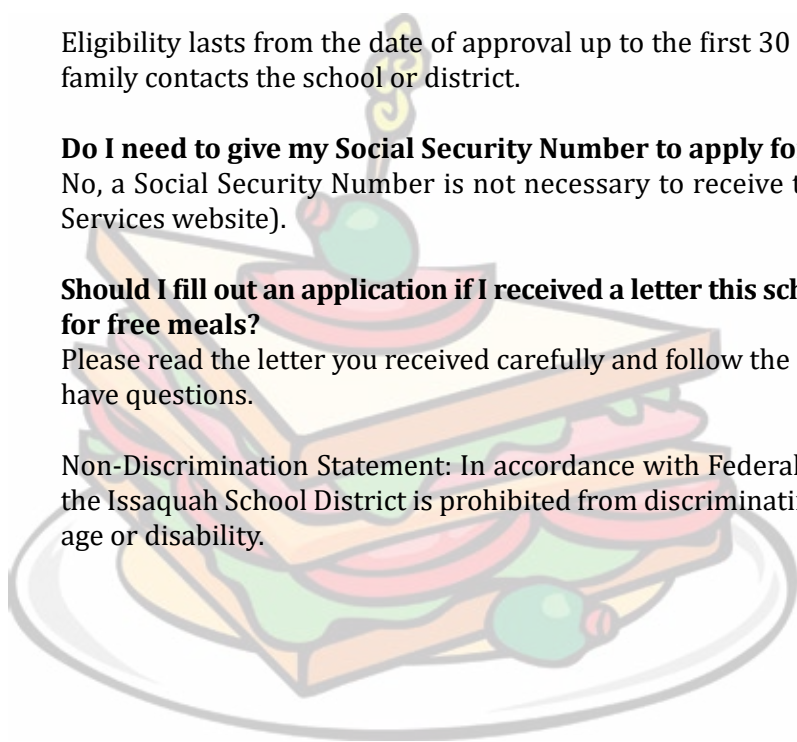 Eligibility lasts from the date of approval up to the first 30
family contacts the school or district.
Do I need to give my Social Security Number to apply fo
No, a Social Security Number is not necessary to receive t
Services website).
Should I fill out an application if I received a letter this sch
for free meals?
Please read the letter you received carefully and follow the
have questions.
Non-Discrimination Statement: In accordance with Federal
the Issaquah School District is prohibited from discriminati
age or disability.